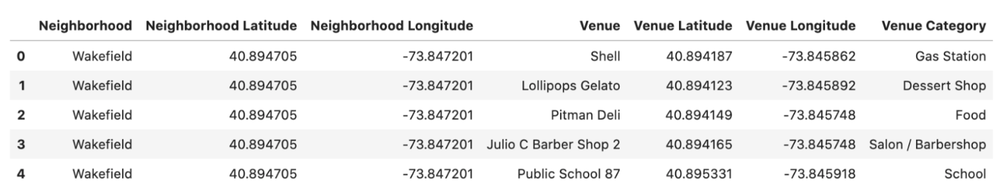 Neighborhood Neighborhood Latitude Neighborhood Longitude Venue Venue Latitude Venue Longitude Venue Category
0 Wakefield 40.894705 -73.847201 Shell 40.894187 -73.845862 Gas Station
1 Wakefield 40.894705 -73.847201 Lollipops Gelato 40.894123 -73.845892 Dessert Shop
2 Wakefield 40.894705 -73.847201 Pitman Deli 40.894149 -73.845748 Food
3 Wakefield 40.894705 -73.847201 Julio C Barber Shop 2 40.894165 -73.845748 Salon / Barbershop
4 Wakefield 40.894705 -73.847201 Public School 87 40.895331 -73.845918 School